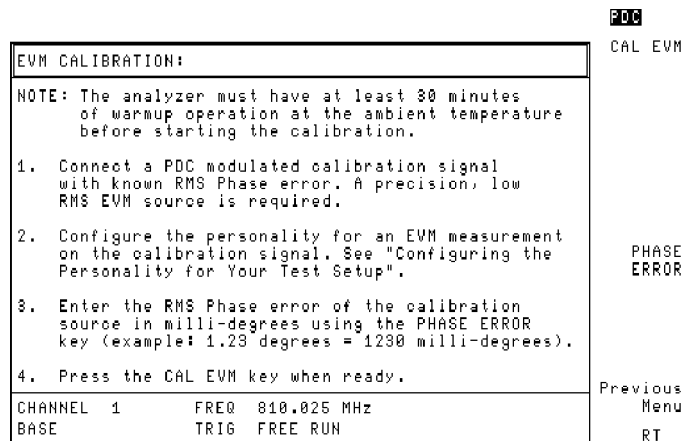 PDC
CAL EVM
EVM CALIBRATION:
NOTE: The analyzer must have at least 30 minutes
of warmup operation at the ambient temperature
before starting the calibration.
1. Connect a PDC modulated calibration signal
with known RMS Phase error. A precision, low
RMS EVM source is required.
2. Configure the personality for an EVM measurement
on the calibration signal. See "Configuring the
Personality for Your Test Setup".
PHASE
ERROR
3. Enter the RMS Phase error of the calibration
source in milli-degrees using the PHASE ERROR
key (example: 1.23 degrees = 1230 milli-degrees).
4. Press the CAL EVM key when ready.
Previous
Menu
CHANNEL 1 FREQ 810.025 MHz
BASE TRIG FREE RUN
RT